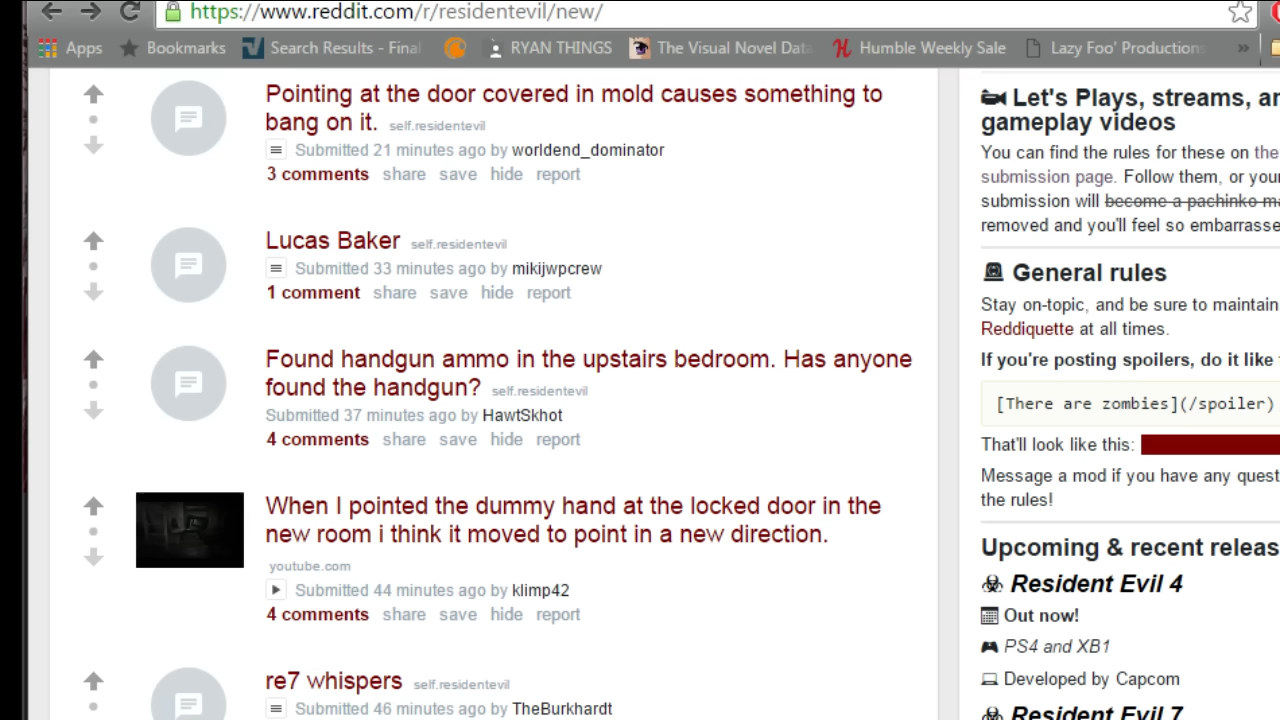 https://www.reddit.com/r/residentevil/new/
Apps Bookmarks Search Results - Final RYAN THINGS The Visual Novel Data Humble Weekly Sale Lazy Foo' Productions »
Pointing at the door covered in mold causes something to
bang on it. self.residentevil
Submitted 21 minutes ago by worldend_dominator
3 comments share save hide report
Lucas Baker self.residentevil
Submitted 33 minutes ago by mikijwpcrew
1 comment share save hide report
Found handgun ammo in the upstairs bedroom. Has anyone
found the handgun? self.residentevil
Submitted 37 minutes ago by HawtSkhot
4 comments share save hide report
When I pointed the dummy hand at the locked door in the
new room i think it moved to point in a new direction.
youtube.com
Submitted 44 minutes ago by klimp42
4 comments share save hide report
re7 whispers self.residentevil
Submitted 46 minutes ago by TheBurkhardt
Let's Plays, streams, an
gameplay videos
You can find the rules for these on the
submission page. Follow them, or your
submission will become a pachinko ma
removed and you'll feel so embarrasse
General rules
Stay on-topic, and be sure to maintain
Reddiquette at all times.
If you're posting spoilers, do it like t
[There are zombies](/spoiler)
That'll look like this:
Message a mod if you have any quest
the rules!
Upcoming & recent releas
Resident Evil 4
Out now!
PS4 and XB1
Developed by Capcom
Resident Evil 7